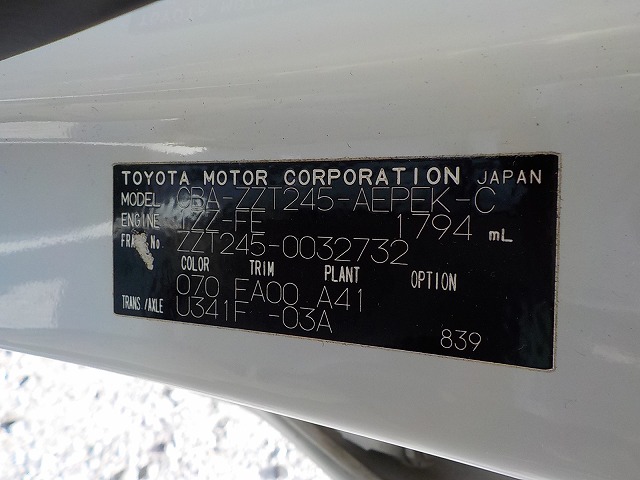 TOYOTA MOTOR CORPORATION JAPAN
MODEL CBA-ZZT245-AEPEK-C
ENGINE 1ZZ-FE 1794 mL
FRAME No. ZZT245-0032732
COLOR TRIM PLANT OPTION
070 EA00 A41
TRANS/AXLE U341F -03A
839